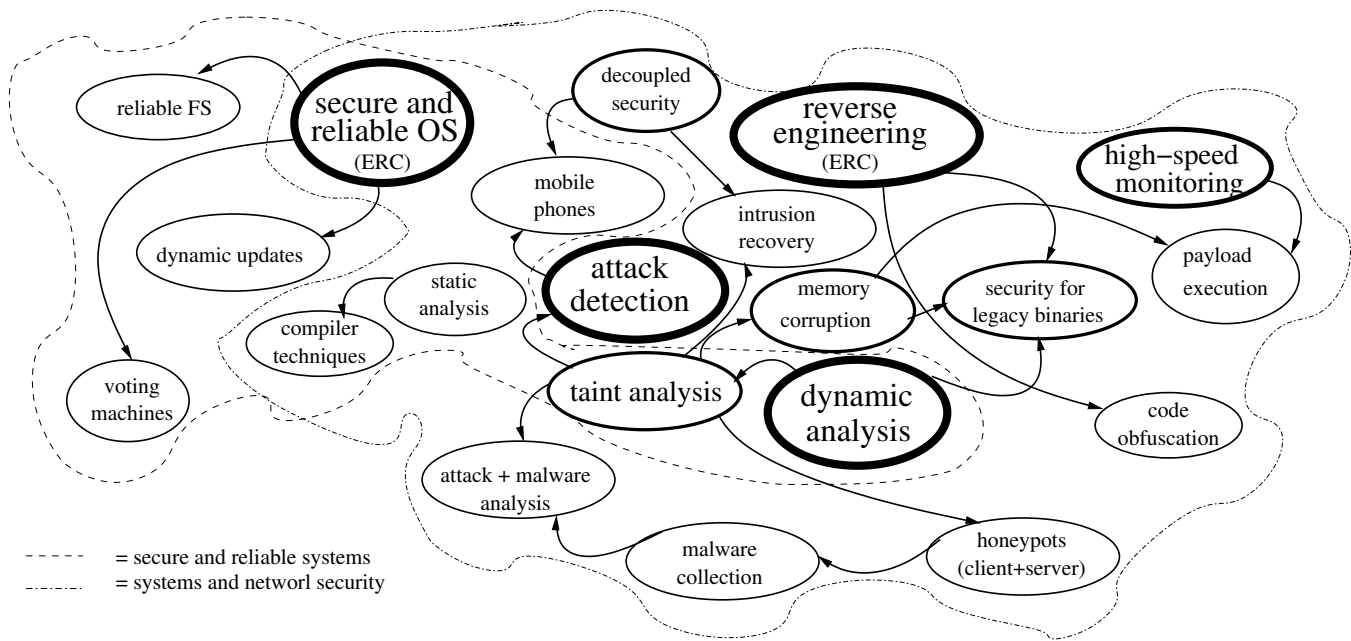 reliable FS
secure and
reliable OS
(ERC)
decoupled
security
reverse
engineering
(ERC)
high-speed
monitoring
mobile
phones
intrusion
recovery
dynamic updates
static
analysis
attack
detection
memory
corruption
security for
legacy binaries
payload
execution
compiler
techniques
voting
machines
taint analysis
dynamic
analysis
code
obfuscation
attack + malware
analysis
malware
collection
honeypots
(client+server)
= secure and reliable systems
= systems and networl security